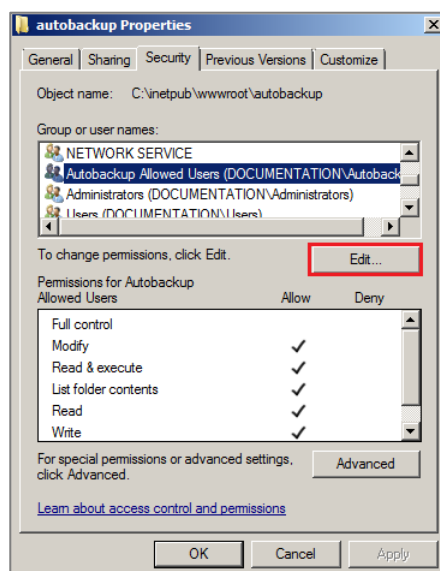 autobackup Properties
General Sharing Security Previous Versions Customize
Object name: C:\inetpub\wwwroot\autobackup
Group or user names:
NETWORK SERVICE
Autobackup Allowed Users (DOCUMENTATION\Autoback
Administrators (DOCUMENTATION\Administrators)
Users (DOCUMENTATION\Users)
To change permissions, click Edit.
Edit...
Permissions for Autobackup
Allowed Users Allow Deny
Full control
Modify
Read & execute
List folder contents
Read
Write
For special permissions or advanced settings,
click Advanced.
Advanced
Learn about access control and permissions
OK Cancel Apply